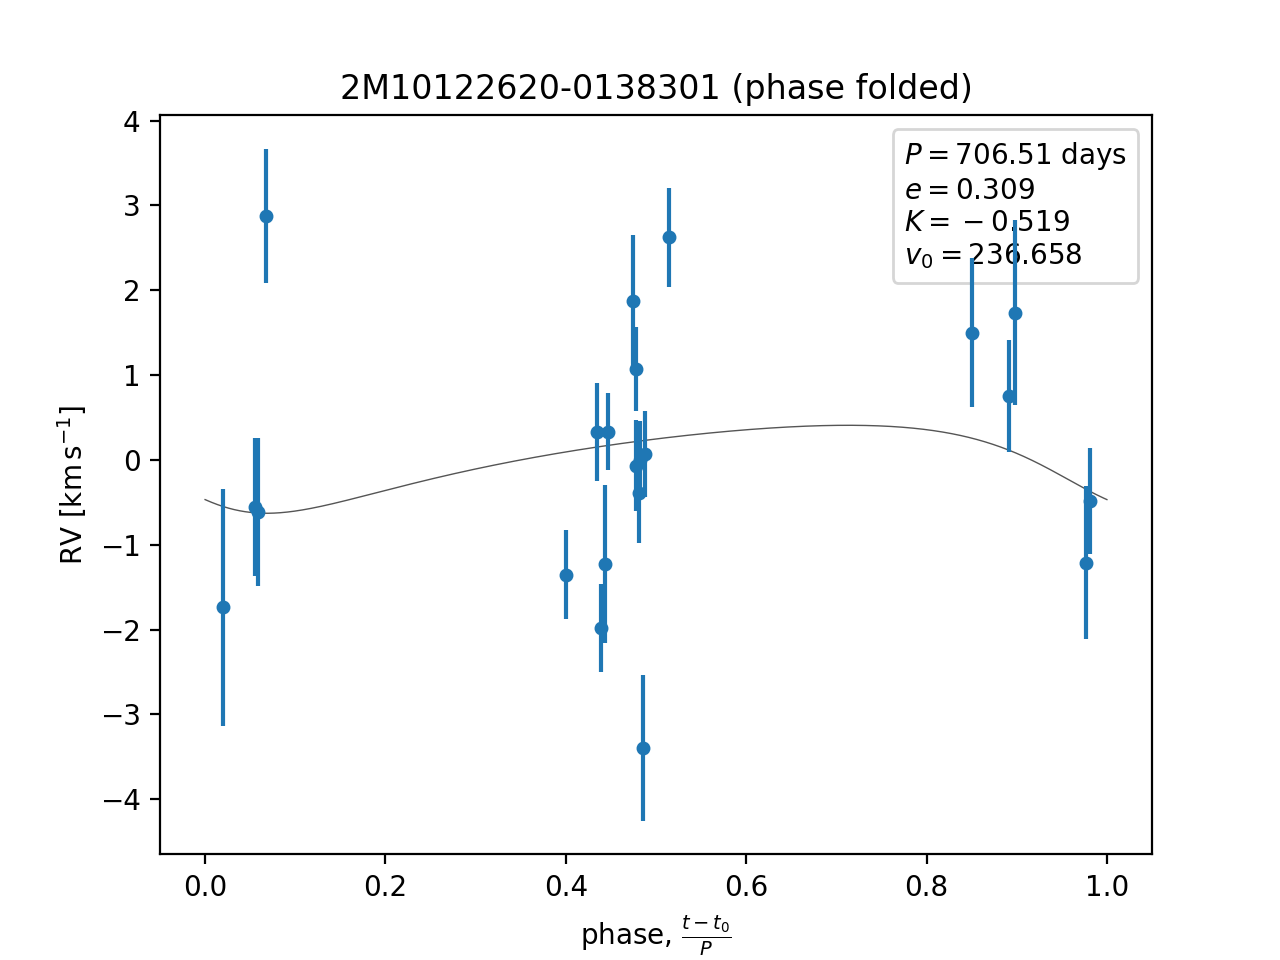 2M10122620-0138301 (phase folded)
P = 706.51 days
e = 0.309
K = −0.519
v₀ = 236.658
4
3
2
1
0
−1
−2
−3
−4
RV [km s⁻¹]
0.0 0.2 0.4 0.6 0.8 1.0
phase, (t − t₀)/P